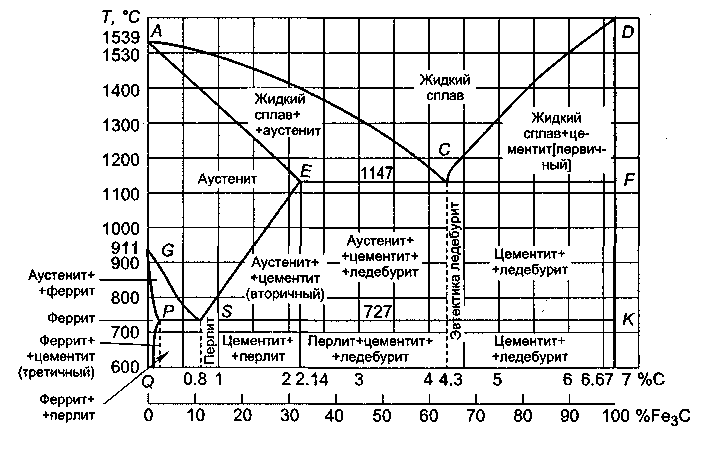 T, °C
1539
1530
1400
1300
1200
1100
1000
911
900
800
700
600
A
D
E
C
F
G
P
S
K
Q
Жидкий
сплав+
+аустенит
Жидкий
сплав
Жидкий
сплав+це-
ментит[первич-
ный]
1147
Аустенит
Аустенит+
+цементит
(вторичный)
Аустенит+
+цементит+
+ледебурит
Эвтектика ледебурит
Цементит+
+ледебурит
Аустенит+
+феррит
Феррит
727
Феррит+
+цементит
(третичный)
Перлит
Цементит+
+перлит
Перлит+цементит+
+ледебурит
Цементит+
+ледебурит
Феррит+
+перлит
0.8 1 2 2.14 3 4 4.3 5 6 6.67 7 %C
0 10 20 30 40 50 60 70 80 90 100 %Fe3C